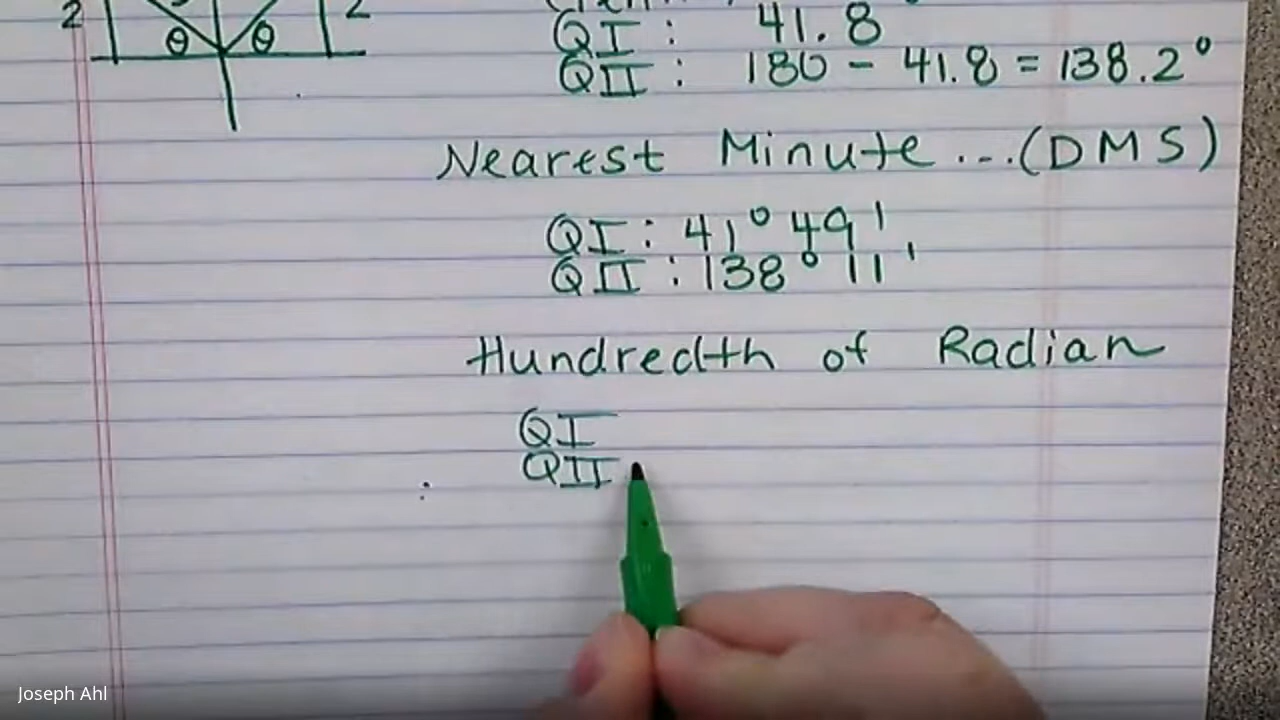 2 2
θ θ
QI : 41.8°
QII : 180 - 41.8 = 138.2°
Nearest Minute ... (DMS)
QI : 41° 49'
QII : 138° 11'
Hundredth of Radian
QI
QII
Joseph Ahl